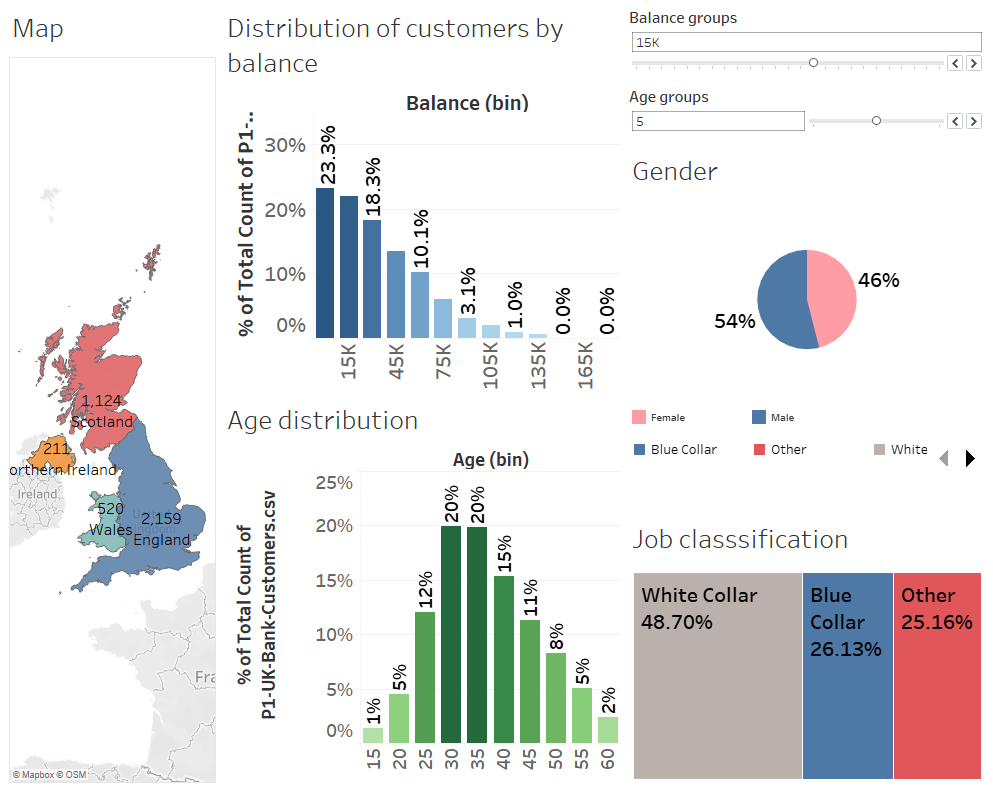 Map
1,124
Scotland
211
orthern Ireland
Ireland
520
Wales
2,159
England
Fra
© Mapbox © OSM
Distribution of customers by
balance
Balance (bin)
% of Total Count of P1-..
30%
20%
10%
0%
23.3%
18.3%
10.1%
3.1%
1.0%
0.0%
0.0%
15K
45K
75K
105K
135K
165K
Age distribution
Age (bin)
% of Total Count of
P1-UK-Bank-Customers.csv
25%
20%
15%
10%
5%
0%
1%
5%
12%
20%
20%
15%
11%
8%
5%
2%
15
20
25
30
35
40
45
50
55
60
Balance groups
15K
Age groups
5
Gender
46%
54%
Female
Male
Blue Collar
Other
White
Job classsification
White Collar
48.70%
Blue
Collar
26.13%
Other
25.16%